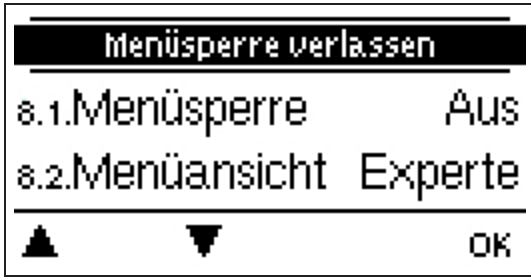 Menüsperre verlassen
8.1.Menüsperre Aus
8.2.Menüansicht Experte
▲ ▼ OK